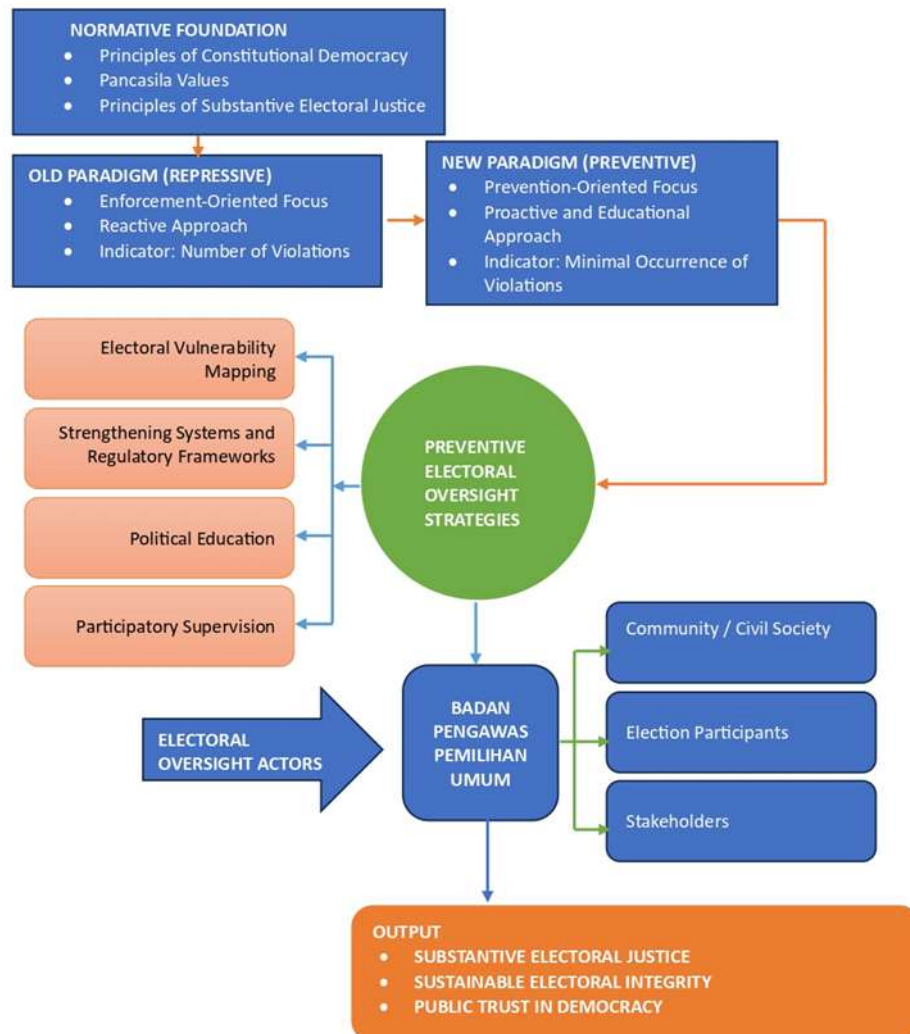 NORMATIVE FOUNDATION
• Principles of Constitutional Democracy
• Pancasila Values
• Principles of Substantive Electoral Justice
OLD PARADIGM (REPRESSIVE)
• Enforcement-Oriented Focus
• Reactive Approach
• Indicator: Number of Violations
NEW PARADIGM (PREVENTIVE)
• Prevention-Oriented Focus
• Proactive and Educational
Approach
• Indicator: Minimal Occurrence of
Violations
Electoral Vulnerability
Mapping
Strengthening Systems and
Regulatory Frameworks
Political Education
Participatory Supervision
PREVENTIVE
ELECTORAL
OVERSIGHT
STRATEGIES
ELECTORAL
OVERSIGHT ACTORS
BADAN
PENGAWAS
PEMILIHAN
UMUM
Community / Civil Society
Election Participants
Stakeholders
OUTPUT
• SUBSTANTIVE ELECTORAL JUSTICE
• SUSTAINABLE ELECTORAL INTEGRITY
• PUBLIC TRUST IN DEMOCRACY